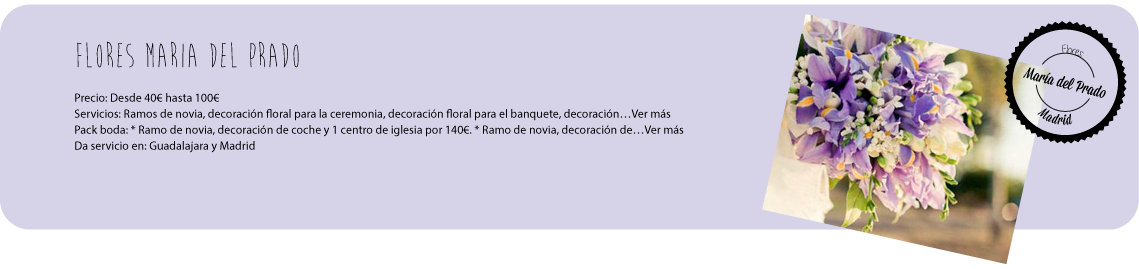 FLORES MARIA DEL PRADO
Precio: Desde 40€ hasta 100€
Servicios: Ramos de novia, decoración floral para la ceremonia, decoración floral para el banquete, decoración…Ver más
Pack boda: * Ramo de novia, decoración de coche y 1 centro de iglesia por 140€. * Ramo de novia, decoración de…Ver más
Da servicio en: Guadalajara y Madrid
Flores
María del Prado
Madrid